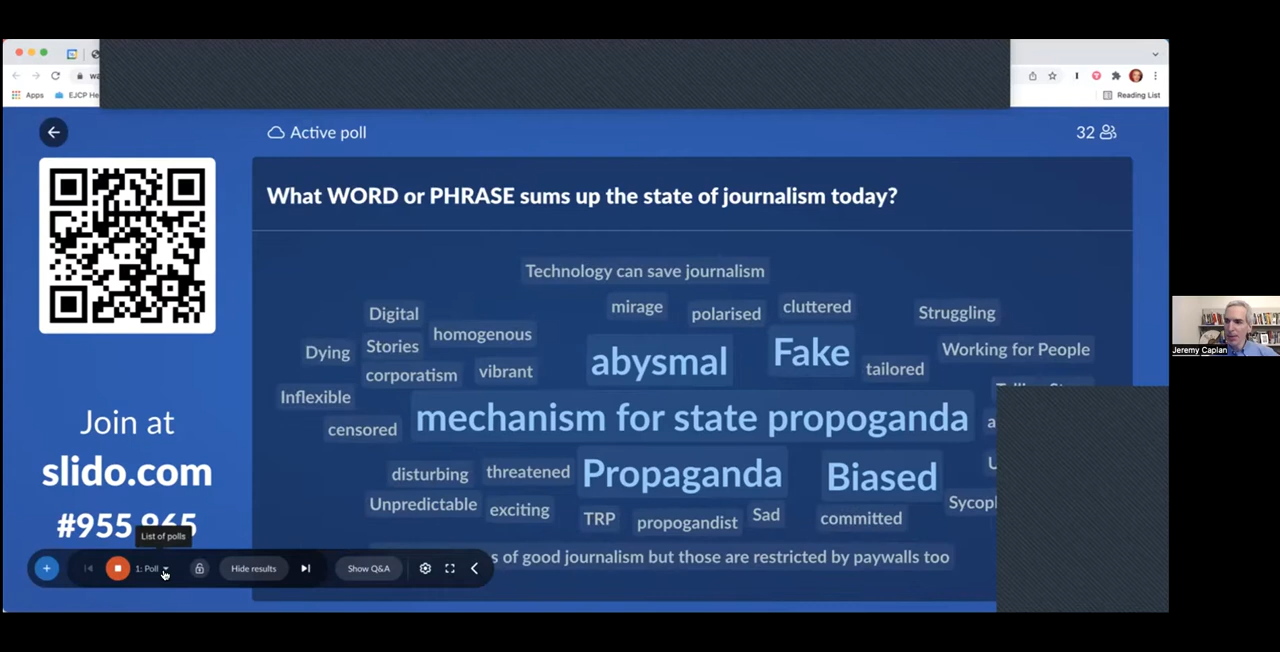 wa
Apps
EJCP He
Reading List
Active poll
32
What WORD or PHRASE sums up the state of journalism today?
Technology can save journalism
mirage
polarised
cluttered
Digital
Struggling
homogenous
Dying
Stories
abysmal
Fake
Working for People
corporatism
vibrant
tailored
Inflexible
mechanism for state propoganda
censored
disturbing
threatened
Propaganda
Biased
Unpredictable
exciting
TRP
propogandist
Sad
committed
Sycop
s of good journalism but those are restricted by paywalls too
Join at
slido.com
#955 965
List of polls
1: Poll
Hide results
Show Q&A
Jeremy Caplan